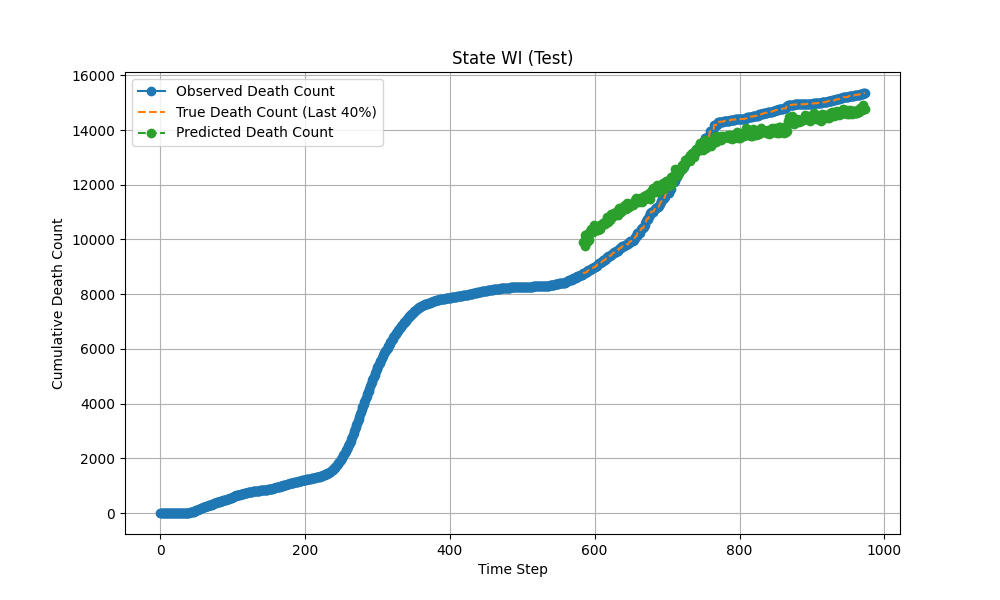 State WI (Test)
Observed Death Count
True Death Count (Last 40%)
Predicted Death Count
Cumulative Death Count
16000
14000
12000
10000
8000
6000
4000
2000
0
0 200 400 600 800 1000
Time Step